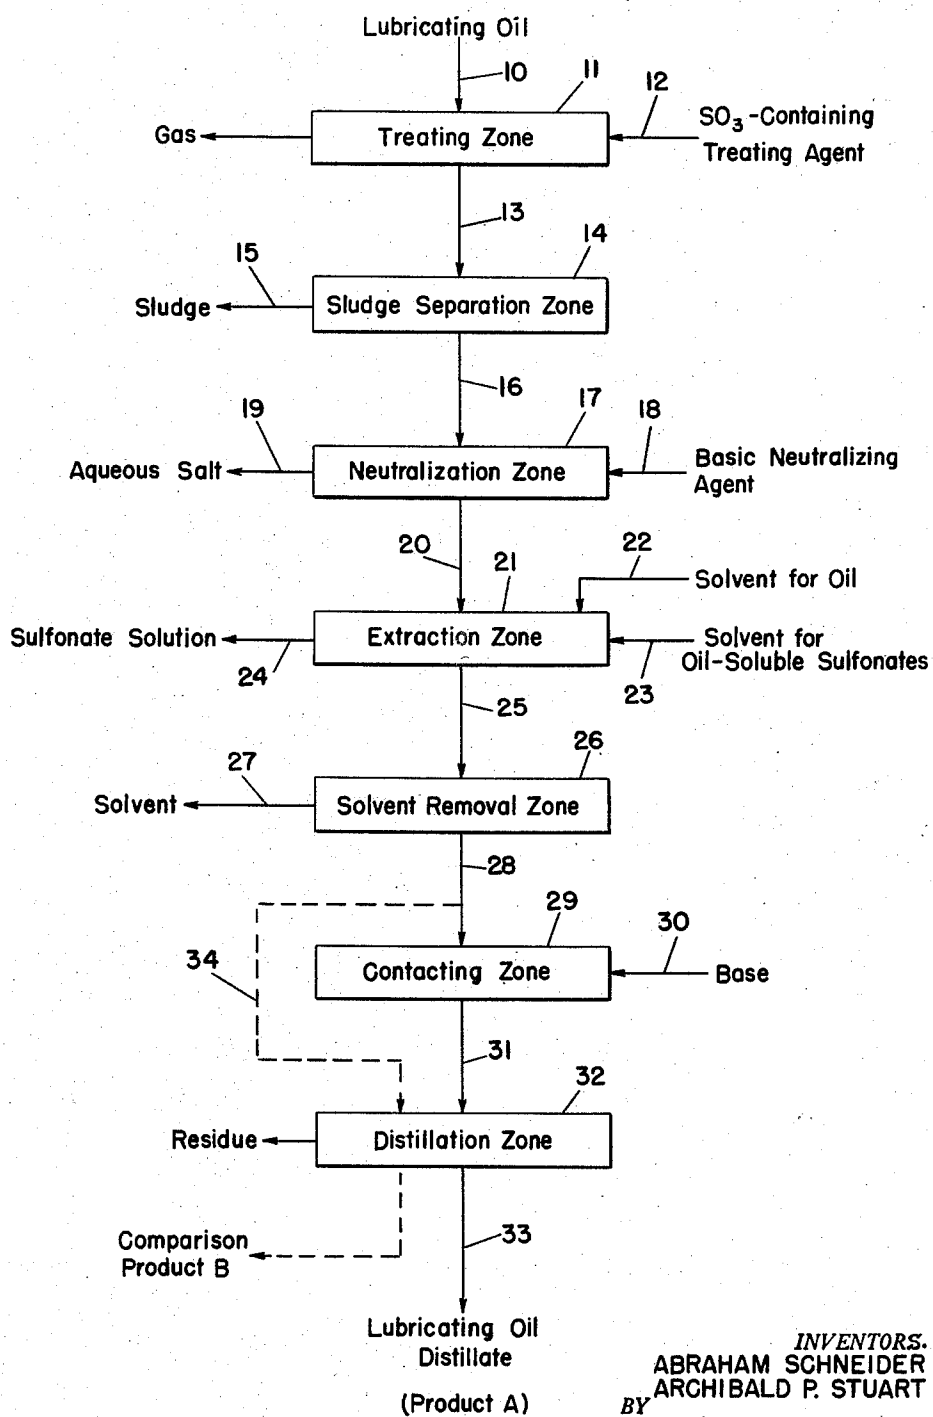 Lubricating Oil
10
11
12
SO₃-Containing
Treating Agent
Gas
Treating Zone
13
14
15
Sludge
Sludge Separation Zone
16
17
18
19
Aqueous Salt
Neutralization Zone
Basic Neutralizing
Agent
20
21
22
Solvent for Oil
Sulfonate Solution
Extraction Zone
Solvent for
Oil-Soluble Sulfonates
24
23
25
26
27
Solvent
Solvent Removal Zone
28
29
30
34
Contacting Zone
Base
31
32
Residue
Distillation Zone
33
Comparison
Product B
Lubricating Oil
Distillate
(Product A)
INVENTORS.
ABRAHAM SCHNEIDER
ARCHIBALD P. STUART
BY